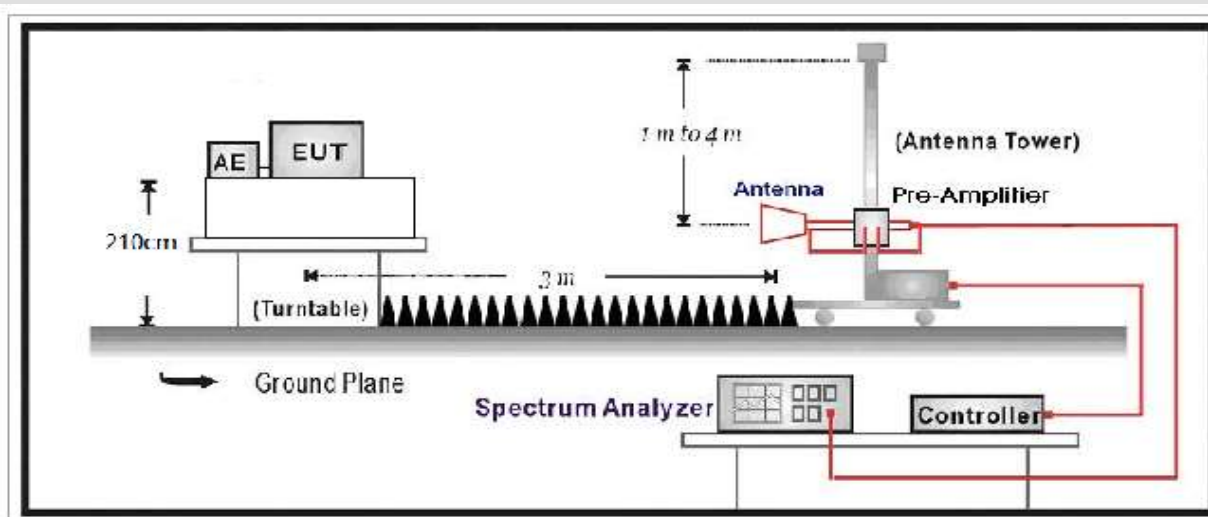 AE
EUT
210cm
(Turntable)
3 m
1 m to 4 m
(Antenna Tower)
Antenna
Pre-Amplifier
Ground Plane
Spectrum Analyzer
Controller